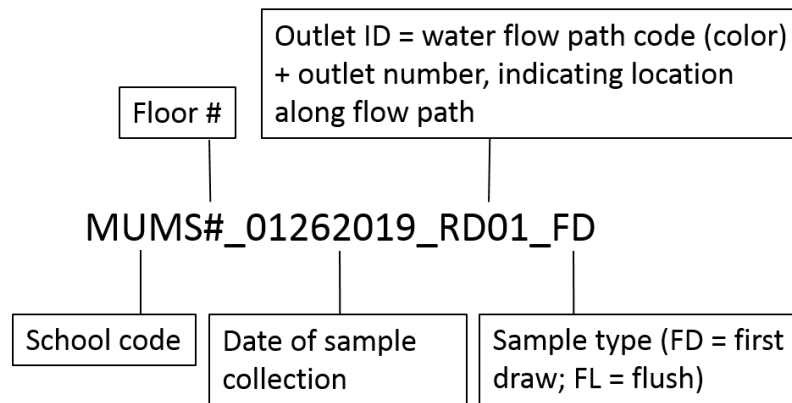 Outlet ID = water flow path code (color)
+ outlet number, indicating location
along flow path
Floor #
MUMS#_01262019_RD01_FD
School code
Date of sample
collection
Sample type (FD = first
draw; FL = flush)